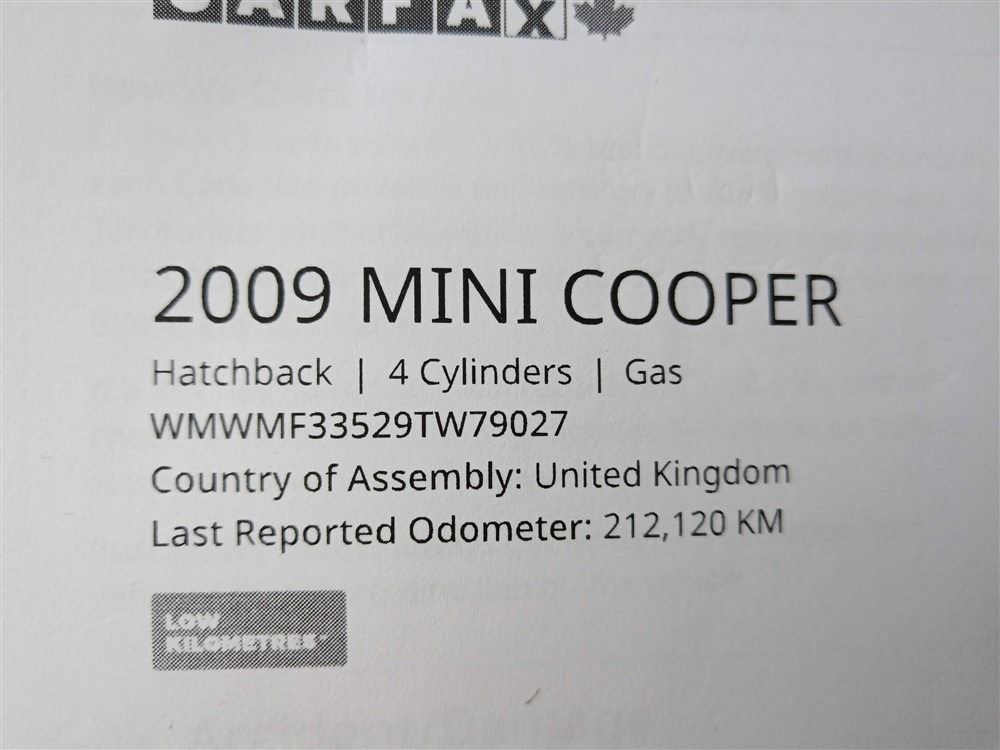 CARFAX
2009 MINI COOPER
Hatchback | 4 Cylinders | Gas
WMWMF33529TW79027
Country of Assembly: United Kingdom
Last Reported Odometer: 212,120 KM
LOW
KILOMETRES™